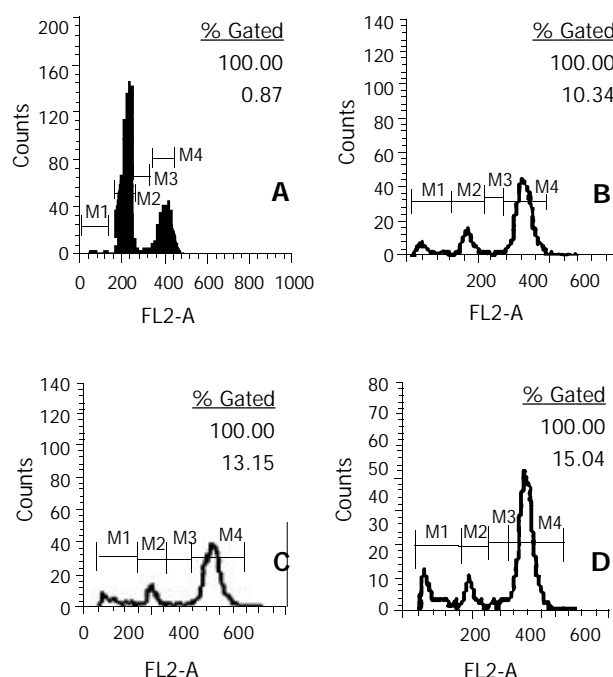 200
160
120
80
40
0
Counts
% Gated
100.00
0.87
M1
M2
M3
M4
A
0 200 400 600 800 1000
FL2-A
140
120
100
80
60
40
20
0
Counts
% Gated
100.00
10.34
M1 M2 M3 M4
B
200 400 600
FL2-A
140
120
100
80
60
40
20
0
Counts
% Gated
100.00
13.15
M1 M2 M3 M4
C
0 200 400 600
FL2-A
80
70
60
50
40
30
20
10
0
Counts
% Gated
100.00
15.04
M1 M2 M3 M4
D
200 400 600
FL2-A